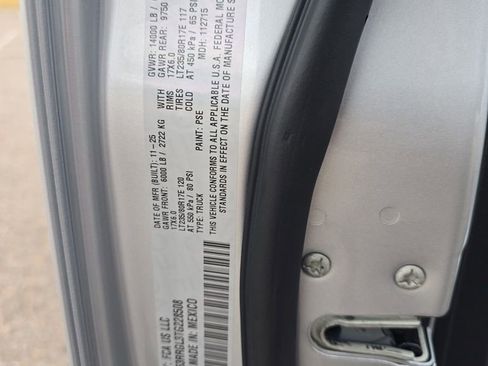 : FCA US LLC
DATE OF MFR (BUILT): 11-25 GVWR: 14000 LB /
GAWR FRONT: 6000 LB / 2722 KG WITH GAWR REAR: 9750
17X6.0 RIMS 17X6.0
LT235/80R17E 120 TIRES LT235/80R17E 117
AT 550 kPa / 80 PSI COLD AT 450 kPa / 65 PSI
TYPE: TRUCK PAINT: PSE MDH: 112715
THIS VEHICLE CONFORMS TO ALL APPLICABLE U.S.A. FEDERAL MO
STANDARDS IN EFFECT ON THE DATE OF MANUFACTURE S
3RRGL3TG228508
MADE IN: MEXICO